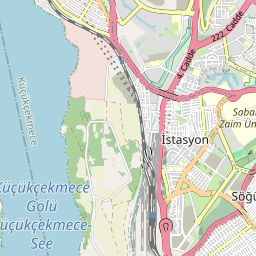 222. Cadde
4. Cadde
Küçükçekmece
Sabah
Zaim Ün
İstasyon
Küçükçekmece
Gölü
Küçükçekmece-
See
Söğü